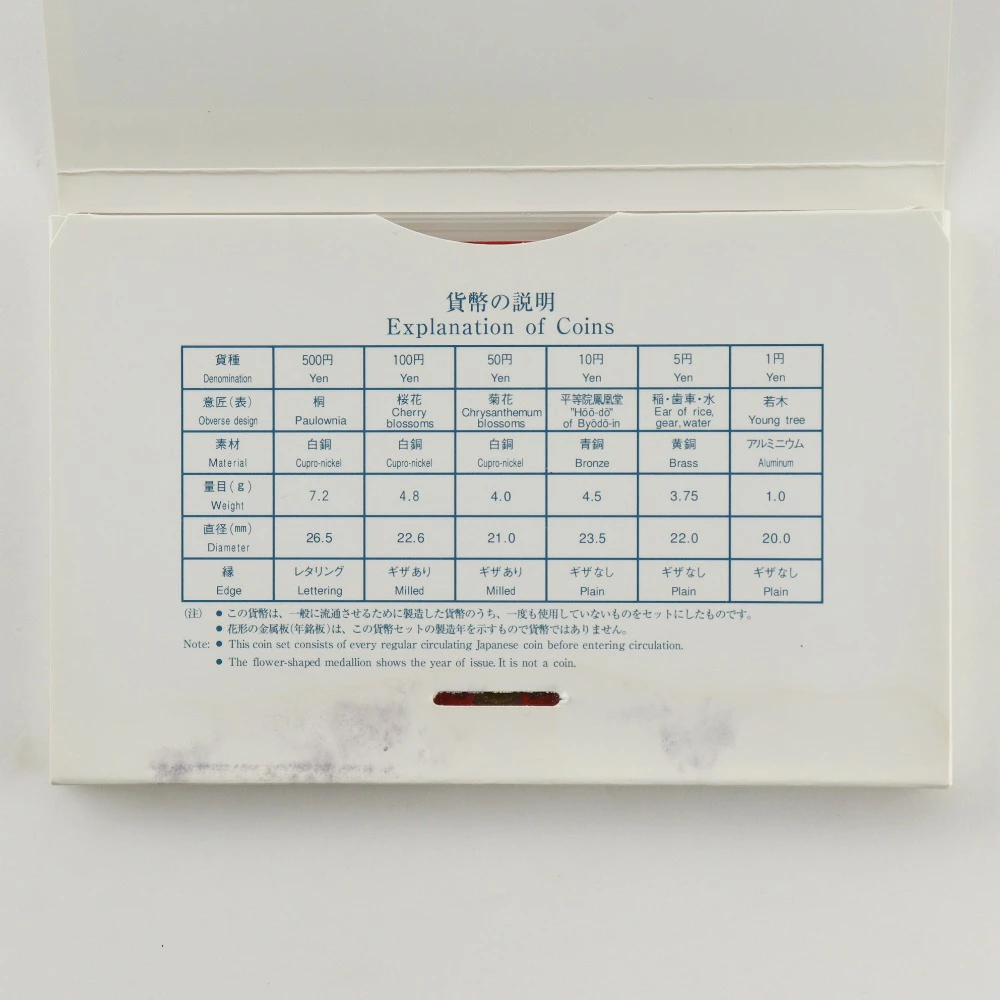 貨幣の説明
Explanation of Coins
貨種 500円 100円 50円 10円 5円 1円
Denomination Yen Yen Yen Yen Yen Yen
意匠(表) 桐 桜花 菊花 平等院鳳凰堂 稲・歯車・水 若木
Obverse design Paulownia Cherry blossoms Chrysanthemum blossoms "Hōō-dō" of Byōdō-in Ear of rice, gear,water Young tree
素材 白銅 白銅 白銅 青銅 黄銅 アルミニウム
Material Cupro-nickel Cupro-nickel Cupro-nickel Bronze Brass Aluminum
量目(g) 7.2 4.8 4.0 4.5 3.75 1.0
Weight
直径(mm) 26.5 22.6 21.0 23.5 22.0 20.0
Diameter
縁 レタリング ギザあり ギザあり ギザなし ギザなし ギザなし
Edge Lettering Milled Milled Plain Plain Plain
(注) ● この貨幣は、一般に流通させるために製造した貨幣のうち、一度も使用していないものをセットにしたものです。
● 花形の金属板(年銘板)は、この貨幣セットの製造年を示すもので貨幣ではありません。
Note: ● This coin set consists of every regular circulating Japanese coin before entering circulation.
● The flower-shaped medallion shows the year of issue. It is not a coin.